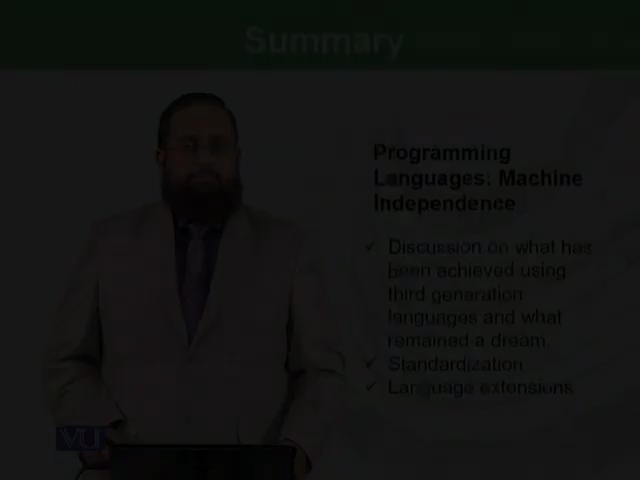 Summary
Programming
Languages: Machine
Independence
✓ Discussion on what has
been achieved using
third generation
languages and what
remained a dream.
✓ Standardization
✓ Language extensions
VU